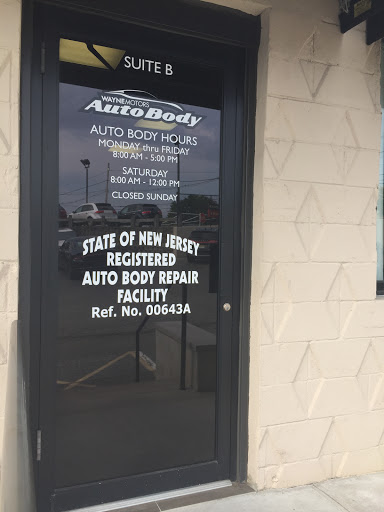 SUITE B
WAYNE MOTORS
AutoBody
AUTO BODY HOURS
MONDAY thru FRIDAY
8:00 AM - 5:00 PM
SATURDAY
8:00 AM - 12:00 PM
CLOSED SUNDAY
STATE OF NEW JERSEY
REGISTERED
AUTO BODY REPAIR
FACILITY
Ref. No. 00643A